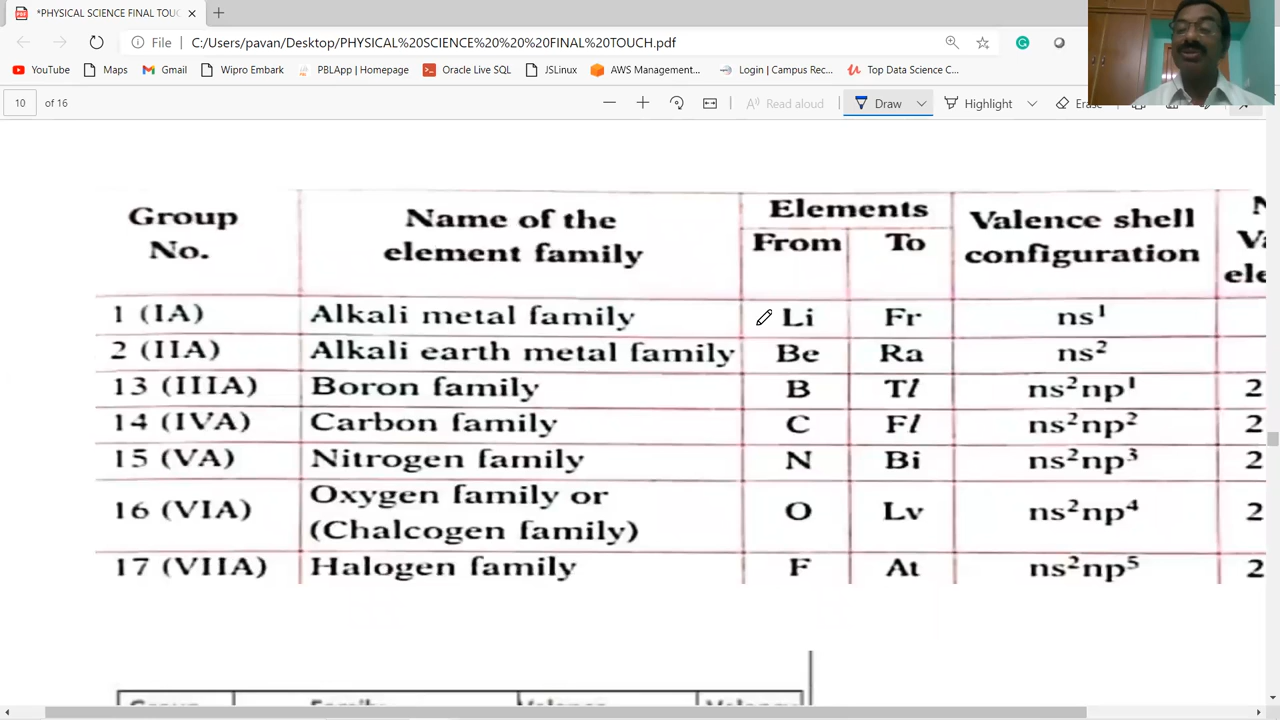 *PHYSICAL SCIENCE FINAL TOUC
File C:/Users/pavan/Desktop/PHYSICAL%20SCIENCE%20%20%20FINAL%20TOUCH.pdf
YouTube Maps Gmail Wipro Embark PBLApp | Homepage Oracle Live SQL JSLinux AWS Management... Login | Campus Rec... Top Data Science C...
10 of 16 Read aloud Draw Highlight Erase
Group No. Name of the element family Elements From To Valence shell configuration
1 (IA) Alkali metal family Li Fr ns¹
2 (IIA) Alkali earth metal family Be Ra ns²
13 (IIIA) Boron family B Tl ns²np¹ 2
14 (IVA) Carbon family C Fl ns²np² 2
15 (VA) Nitrogen family N Bi ns²np³ 2
16 (VIA) Oxygen family or (Chalcogen family) O Lv ns²np⁴ 2
17 (VIIA) Halogen family F At ns²np⁵ 2